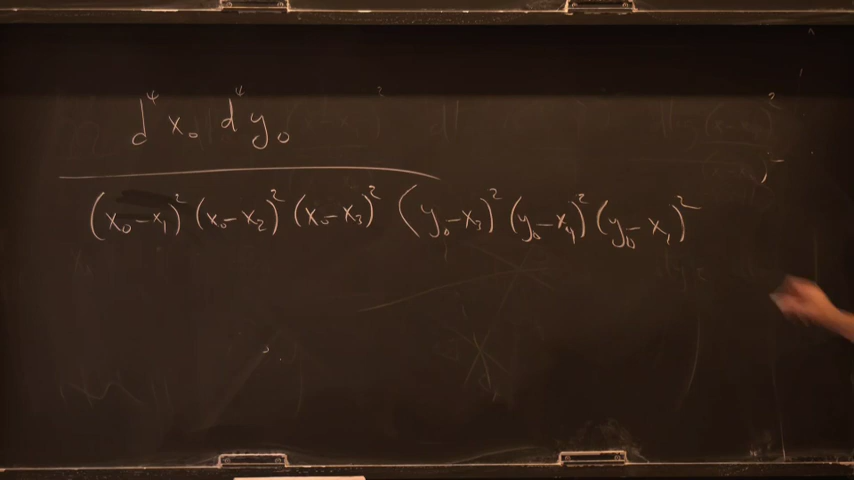 d⁴x₀ d⁴y₀
(x₀-x₁)² (x₀-x₂)² (x₀-x₃)² (y₀-x₃)² (y₀-x₄)² (y₀-x₁)²